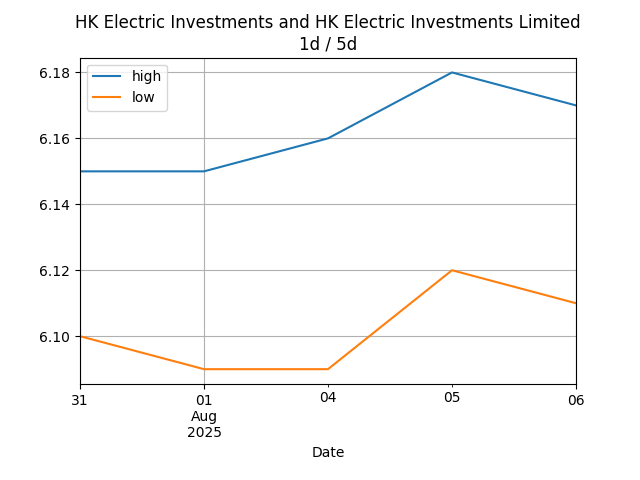 HK Electric Investments and HK Electric Investments Limited
1d / 5d
high
low
6.18
6.16
6.14
6.12
6.10
31
01
Aug
2025
04
05
06
Date